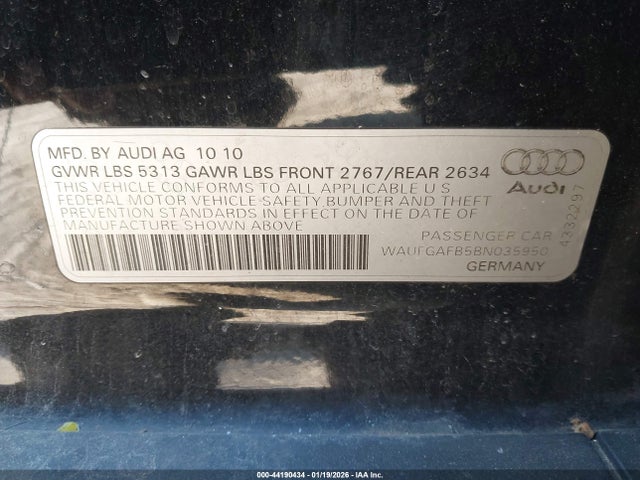 MFD. BY AUDI AG 10 10
GVWR LBS 5313 GAWR LBS FRONT 2767/REAR 2634
THIS VEHICLE CONFORMS TO ALL APPLICABLE U S
FEDERAL MOTOR VEHICLE SAFETY, BUMPER AND THEFT
PREVENTION STANDARDS IN EFFECT ON THE DATE OF
MANUFACTURE SHOWN ABOVE
Audi
4332297
PASSENGER CAR
WAUFGAFB5BN035950
GERMANY
000-44190434 | 01/19/2026 | IAA Inc.